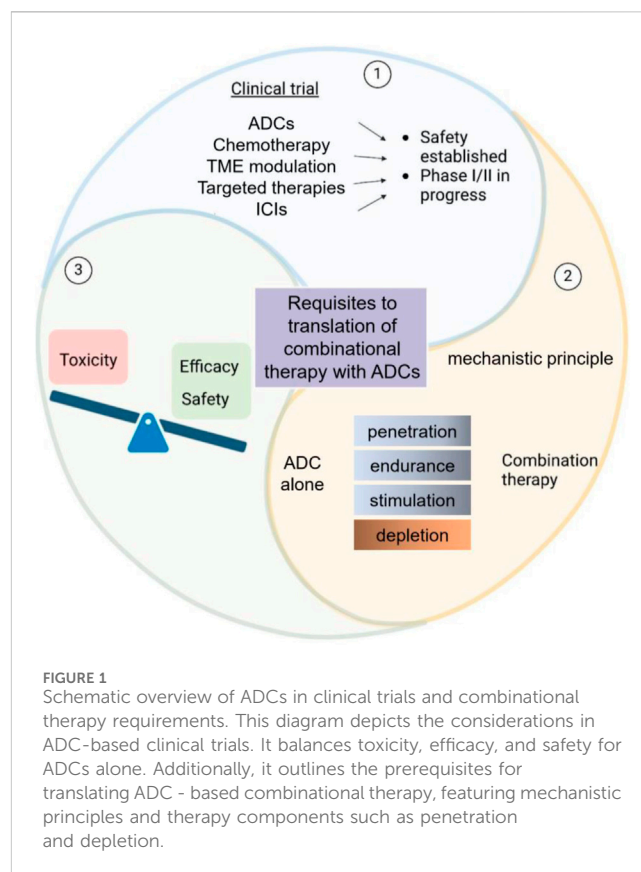 1
Clinical trial
ADCs
Chemotherapy
TME modulation
Targeted therapies
ICIs
• Safety
established
• Phase I/II in
progress
3
2
Requisites to
translation of
combinational
therapy with ADCs
Toxicity
Efficacy
Safety
mechanistic principle
ADC
alone
penetration
endurance
stimulation
depletion
Combination
therapy
FIGURE 1
Schematic overview of ADCs in clinical trials and combinational
therapy requirements. This diagram depicts the considerations in
ADC-based clinical trials. It balances toxicity, efficacy, and safety for
ADCs alone. Additionally, it outlines the prerequisites for
translating ADC - based combinational therapy, featuring mechanistic
principles and therapy components such as penetration
and depletion.